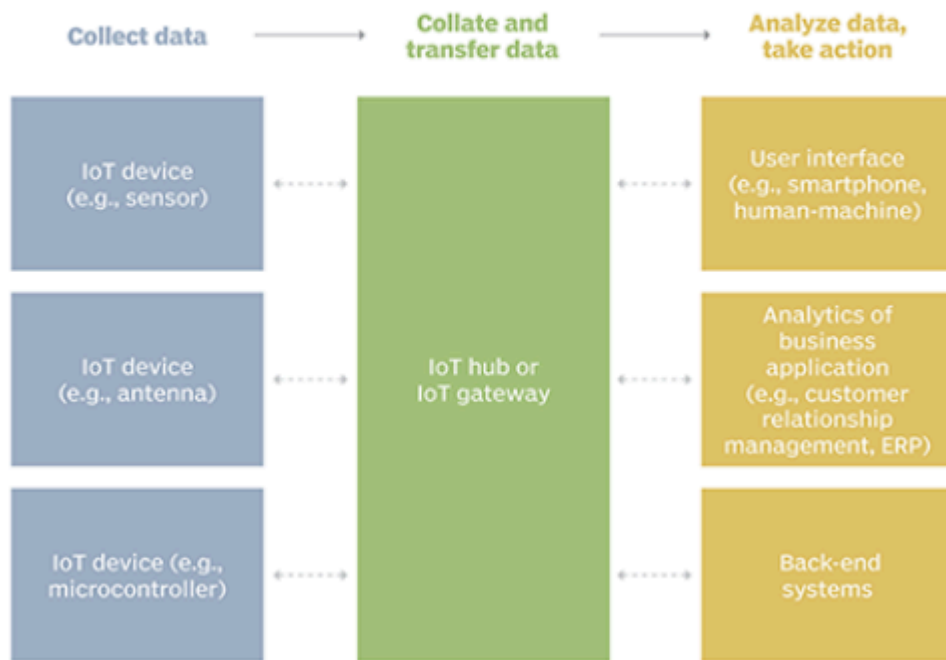 Collect data
Collate and
transfer data
Analyze data,
take action
IoT device
(e.g., sensor)
IoT device
(e.g., antenna)
IoT device (e.g.,
microcontroller)
IoT hub or
IoT gateway
User interface
(e.g., smartphone,
human-machine)
Analytics of
business
application
(e.g., customer
relationship
management, ERP)
Back-end
systems